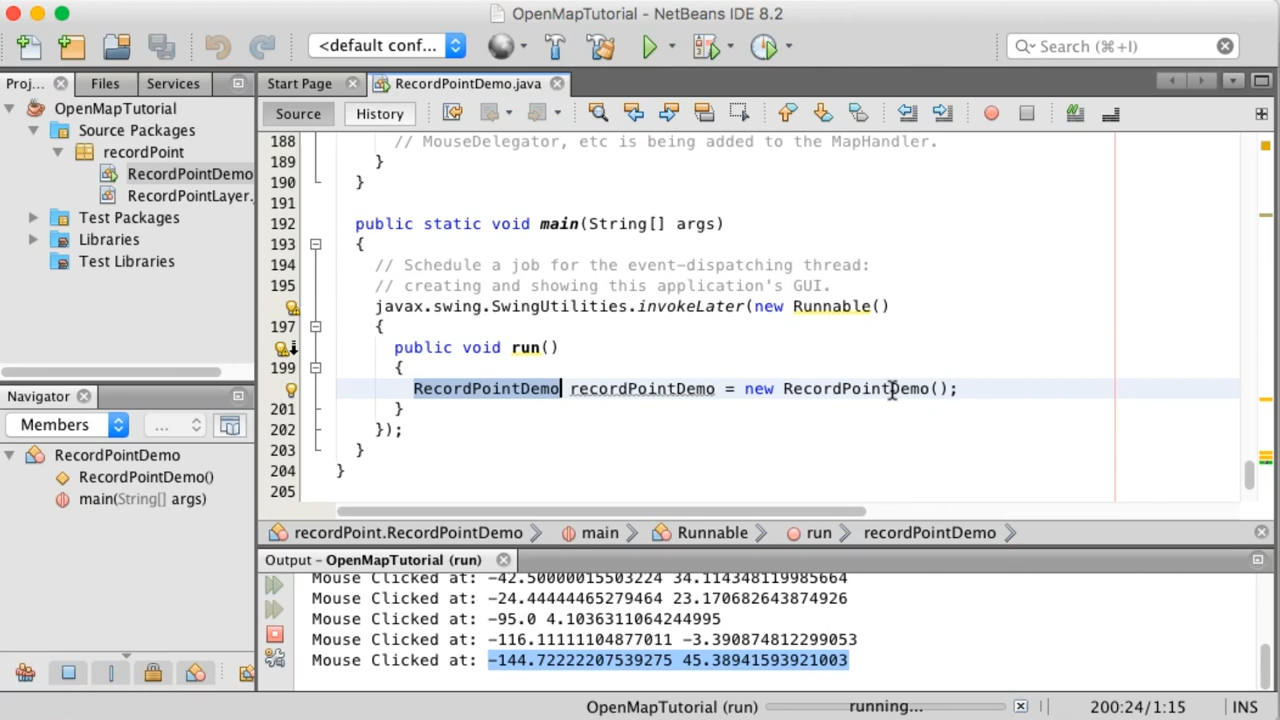 OpenMapTutorial - NetBeans IDE 8.2
<default conf...
Search (⌘+I)
Proj...
Files
Services
Start Page
RecordPointDemo.java
OpenMapTutorial
Source Packages
recordPoint
RecordPointDemo
RecordPointLayer.
Test Packages
Libraries
Test Libraries
Source
History
188 // MouseDelegator, etc is being added to the MapHandler.
189 }
190 }
191
192 public static void main(String[] args)
193 {
194 // Schedule a job for the event-dispatching thread:
195 // creating and showing this application's GUI.
javax.swing.SwingUtilities.invokeLater(new Runnable()
197 {
public void run()
199 {
RecordPointDemo recordPointDemo = new RecordPointDemo();
201 }
202 });
203 }
204 }
205
Navigator
Members
...
RecordPointDemo
RecordPointDemo()
main(String[] args)
recordPoint.RecordPointDemo
main
Runnable
run
recordPointDemo
Output - OpenMapTutorial (run)
Mouse Clicked at: -42.50000015503224 34.114348119985664
Mouse Clicked at: -24.44444465279464 23.170682643874926
Mouse Clicked at: -95.0 4.1036311064244995
Mouse Clicked at: -116.11111104877011 -3.390874812299053
Mouse Clicked at: -144.72222207539275 45.38941593921003
OpenMapTutorial (run)
running...
200:24/1:15
INS